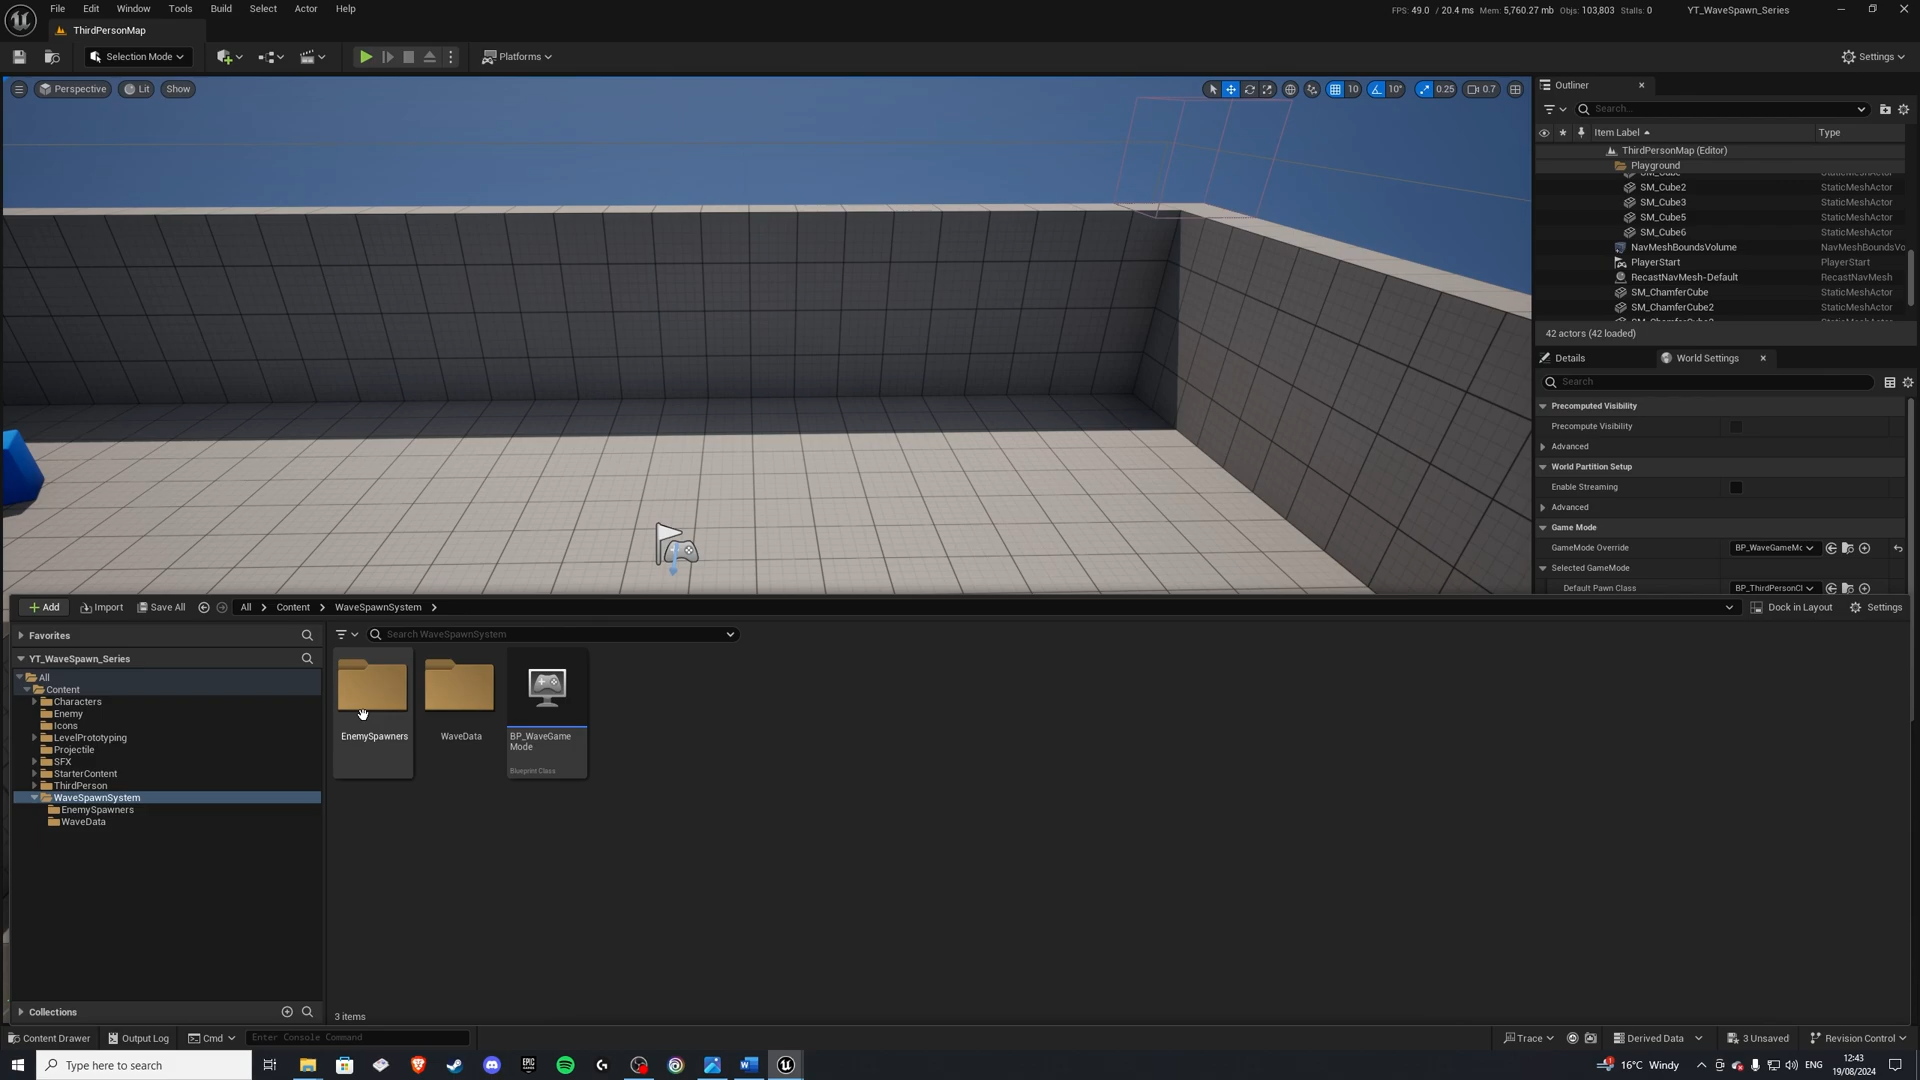 File Edit Window Tools Build Select Actor Help
FPS: 49.0 / 20.4 ms Mem: 5,760.27 mb Objs: 103,803 Stalls: 0
YT_WaveSpawn_Series
ThirdPersonMap
Selection Mode
Platforms
Settings
Perspective Lit Show
10 10° 0.25 0.7
Outliner
Search...
Item Label Type
ThirdPersonMap (Editor)
Playground
SM_Cube2 StaticMeshActor
SM_Cube3 StaticMeshActor
SM_Cube5 StaticMeshActor
SM_Cube6 StaticMeshActor
NavMeshBoundsVolume NavMeshBoundsVo
PlayerStart PlayerStart
RecastNavMesh-Default RecastNavMesh
SM_ChamferCube StaticMeshActor
SM_ChamferCube2 StaticMeshActor
42 actors (42 loaded)
Details World Settings
Search
Precomputed Visibility
Precompute Visibility
Advanced
World Partition Setup
Enable Streaming
Advanced
Game Mode
GameMode Override BP_WaveGameMc
Selected GameMode
Default Pawn Class BP_ThirdPersonCl
Add Import Save All All Content WaveSpawnSystem
Dock in Layout Settings
Favorites
Search WaveSpawnSystem
YT_WaveSpawn_Series
All
Content
Characters
Enemy
Icons
LevelPrototyping
Projectile
SFX
StarterContent
ThirdPerson
WaveSpawnSystem
EnemySpawners
WaveData
EnemySpawners
WaveData
BP_WaveGame
Mode
Blueprint Class
Collections
3 items
Content Drawer Output Log Cmd Enter Console Command
Trace Derived Data 3 Unsaved Revision Control
Type here to search
16°C Windy
ENG
12:43
19/08/2024